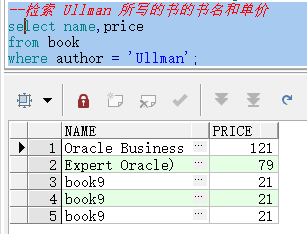 --检索 Ullman 所写的书的书名和单价
select name,price
from book
where author = 'Ullman';
NAME PRICE
1 Oracle Business ... 121
2 Expert Oracle) ... 79
3 book9 ... 21
4 book9 ... 21
5 book9 ... 21